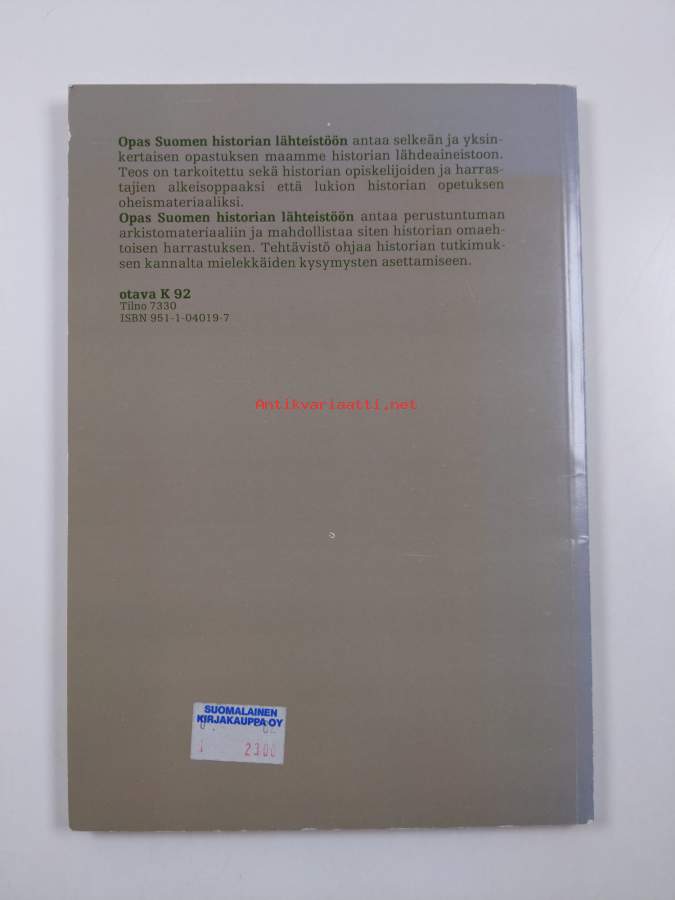 Opas Suomen historian lähteistöön antaa selkeän ja yksin-
kertaisen opastuksen maamme historian lähdeaineistoon.
Teos on tarkoitettu sekä historian opiskelijoiden ja harras-
tajien alkeisoppaaksi että lukion historian opetuksen
oheismateriaaliksi.
Opas Suomen historian lähteistöön antaa perustuntuman
arkistomateriaaliin ja mahdollistaa siten historian omaeh-
toisen harrastuksen. Tehtävistö ohjaa historian tutkimuk-
sen kannalta mielekkäiden kysymysten asettamiseen.
otava K 92
Tilno 7330
ISBN 951-1-04019-7
Antikvariaatti.net
SUOMALAINEN
KIRJAKAUPPA OY
23.00